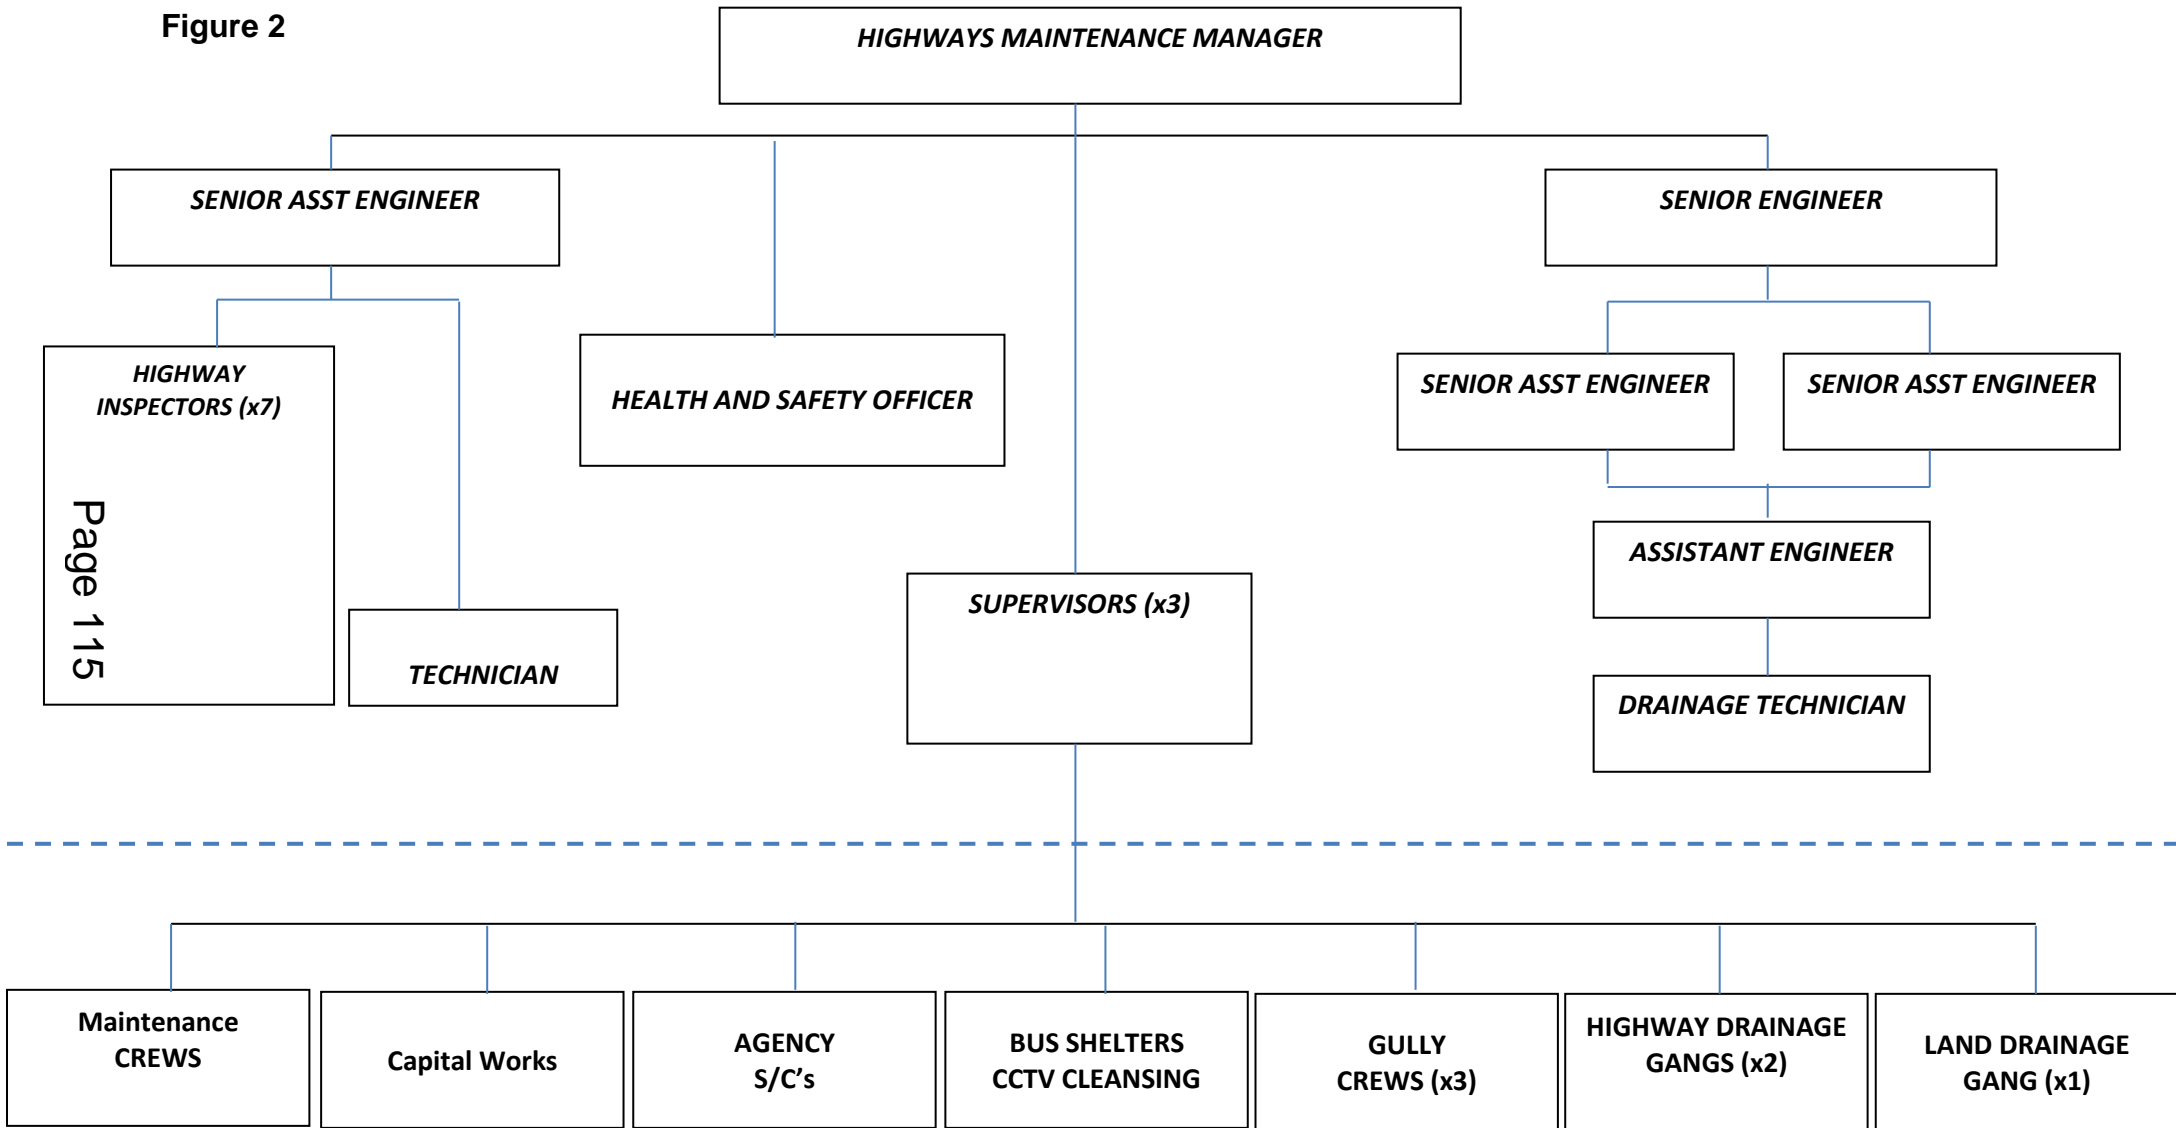 Figure 2
HIGHWAYS MAINTENANCE MANAGER
SENIOR ASST ENGINEER
SENIOR ENGINEER
HIGHWAY
INSPECTORS (x7)
Page 115
TECHNICIAN
HEALTH AND SAFETY OFFICER
SUPERVISORS (x3)
SENIOR ASST ENGINEER
SENIOR ASST ENGINEER
ASSISTANT ENGINEER
DRAINAGE TECHNICIAN
Maintenance
CREWS
Capital Works
AGENCY
S/C’s
BUS SHELTERS
CCTV CLEANSING
GULLY
CREWS (x3)
HIGHWAY DRAINAGE
GANGS (x2)
LAND DRAINAGE
GANG (x1)